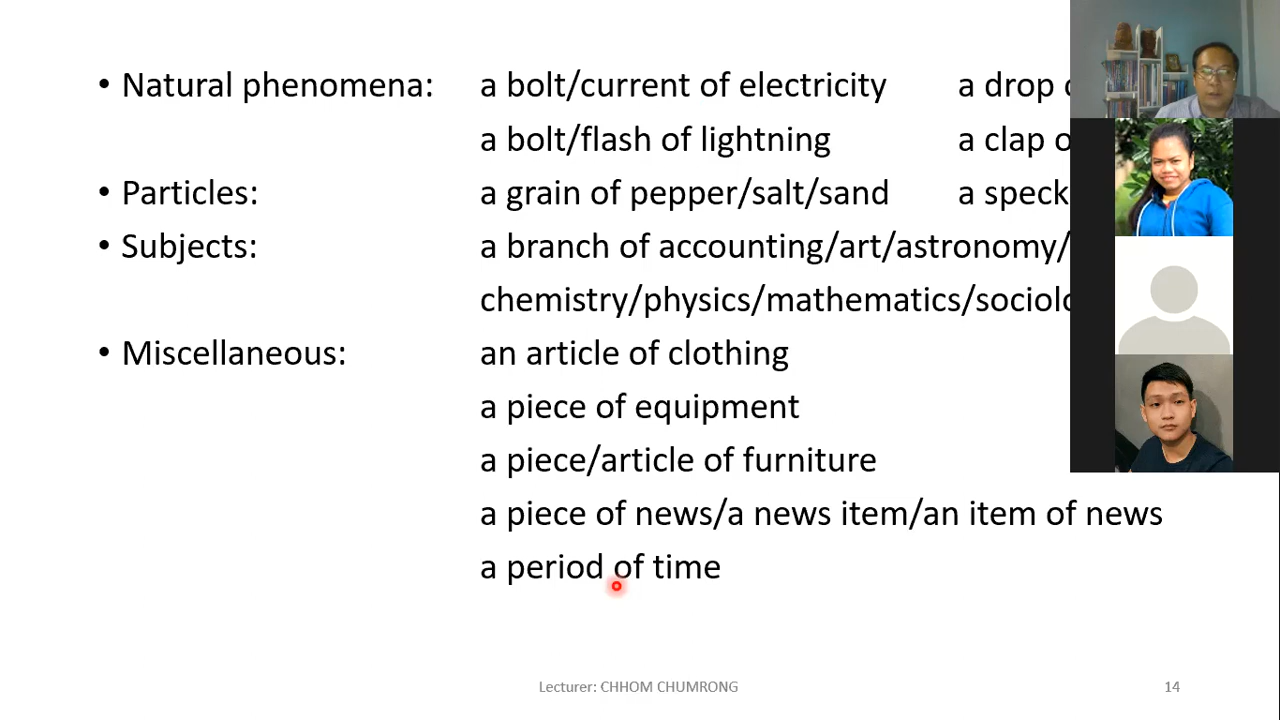 • Natural phenomena: a bolt/current of electricity a drop
a bolt/flash of lightning a clap
• Particles: a grain of pepper/salt/sand a speck
• Subjects: a branch of accounting/art/astronomy/
chemistry/physics/mathematics/
• Miscellaneous: an article of clothing
a piece of equipment
a piece/article of furniture
a piece of news/a news item/an item of news
a period of time
Lecturer: CHHOM CHUMRONG 14